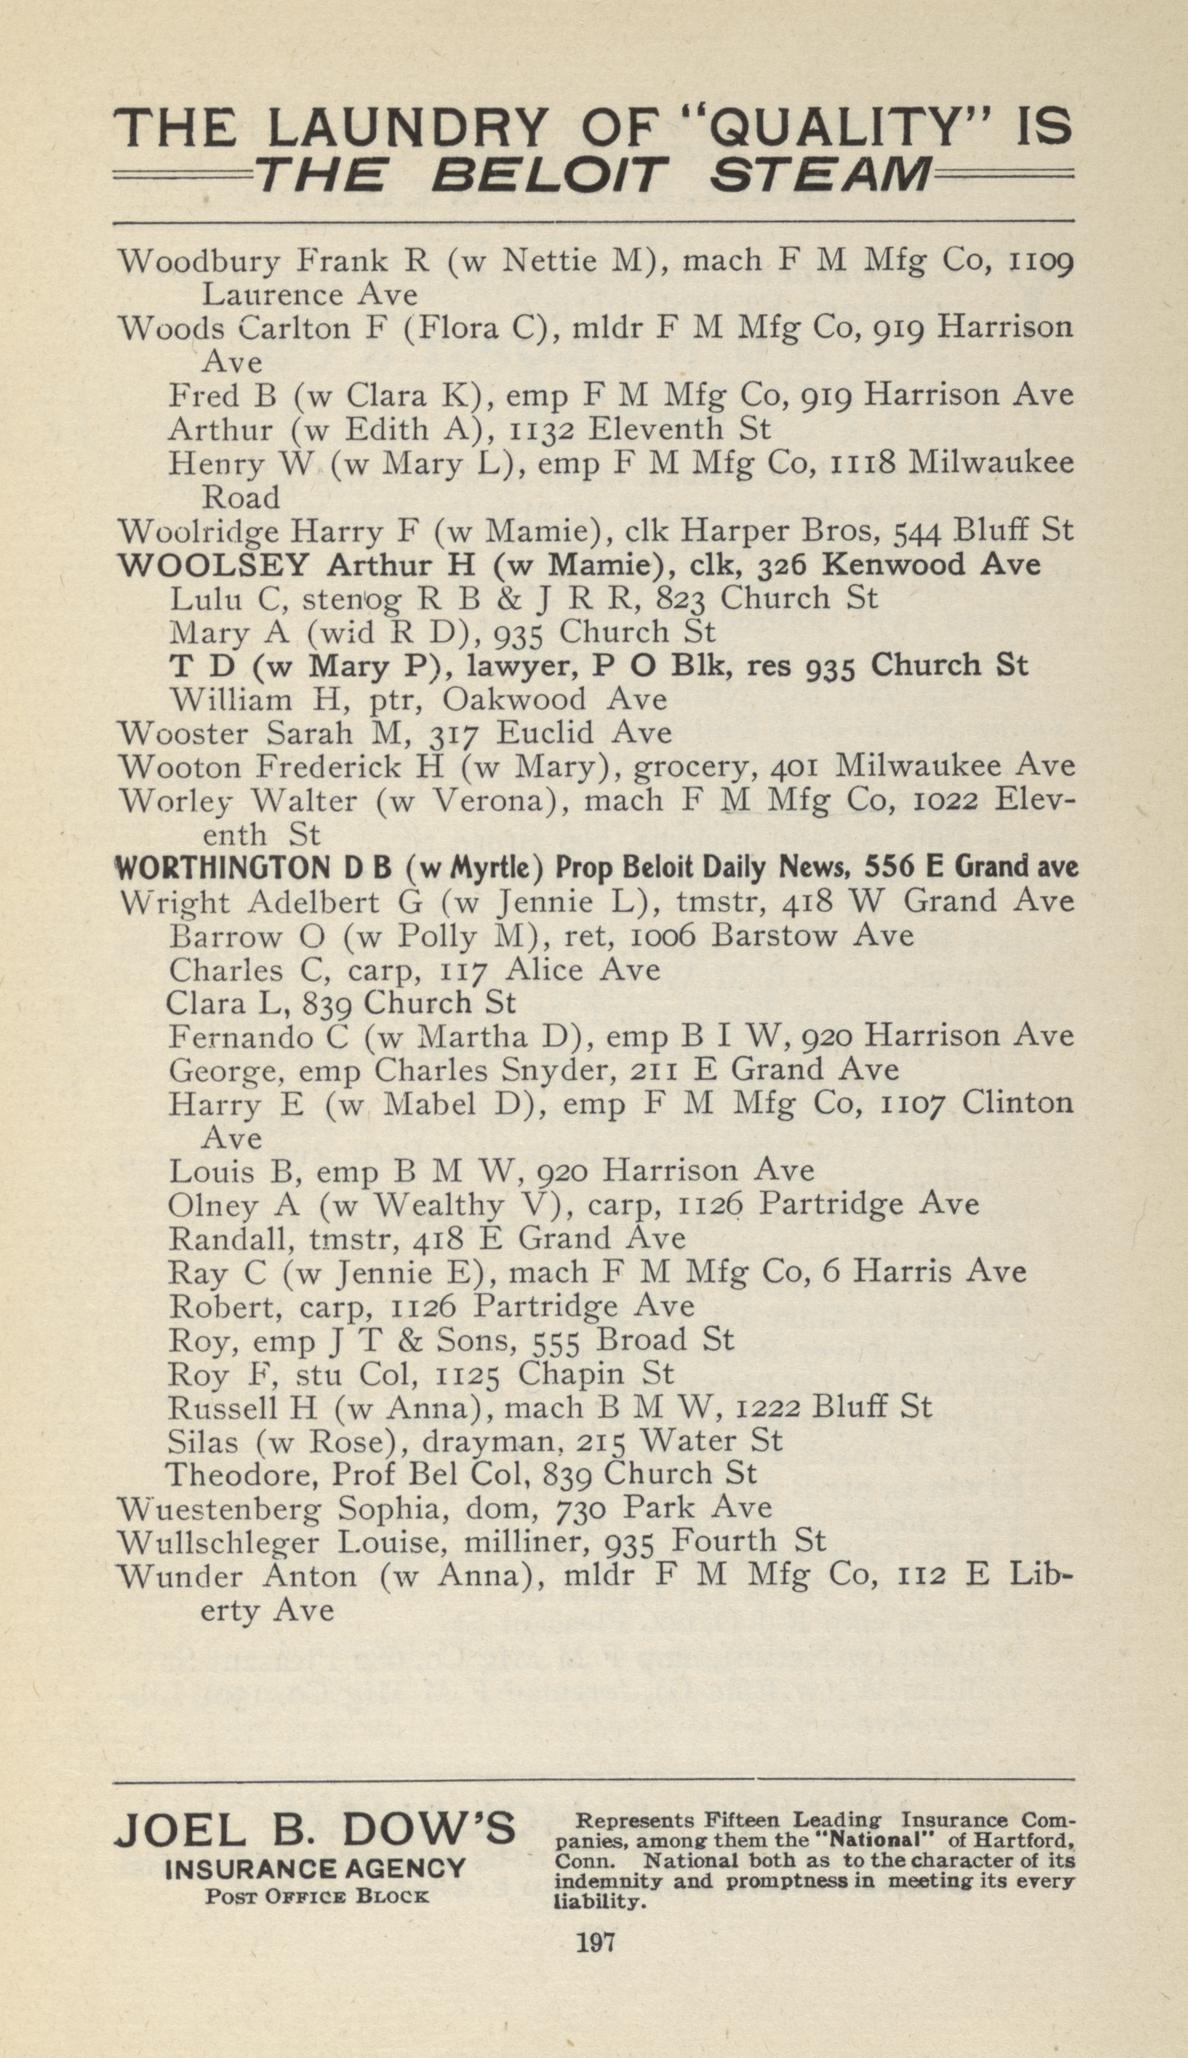 THE LAUNDRY OF "QUALITY" IS
THE BELOIT STEAM
Woodbury Frank R (w Nettie M), mach F M Mfg Co, 1109
Laurence Ave
Woods Carlton F (Flora C), mldr F M Mfg Co, 919 Harrison
Ave
Fred B (w Clara K), emp F M Mfg Co, 919 Harrison Ave
Arthur (w Edith A), 1132 Eleventh St
Henry W (w Mary L), emp F M Mfg Co, 1118 Milwaukee
Road
Woolridge Harry F (w Mamie), clk Harper Bros, 544 Bluff St
WOOLSEY Arthur H (w Mamie), clk, 326 Kenwood Ave
Lulu C, stenog R B & J R R, 823 Church St
Mary A (wid R D), 935 Church St
T D (w Mary P), lawyer, P O Blk, res 935 Church St
William H, ptr, Oakwood Ave
Wooster Sarah M, 317 Euclid Ave
Wooton Frederick H (w Mary), grocery, 401 Milwaukee Ave
Worley Walter (w Verona), mach F M Mfg Co, 1022 Elev-
enth St
WORTHINGTON D B (w Myrtle) Prop Beloit Daily News, 556 E Grand ave
Wright Adelbert G (w Jennie L), tmstr, 418 W Grand Ave
Barrow O (w Polly M), ret, 1006 Barstow Ave
Charles C, carp, 117 Alice Ave
Clara L, 839 Church St
Fernando C (w Martha D), emp B I W, 920 Harrison Ave
George, emp Charles Snyder, 211 E Grand Ave
Harry E (w Mabel D), emp F M Mfg Co, 1107 Clinton
Ave
Louis B, emp B M W, 920 Harrison Ave
Olney A (w Wealthy V), carp, 1126 Partridge Ave
Randall, tmstr, 418 E Grand Ave
Ray C (w Jennie E), mach F M Mfg Co, 6 Harris Ave
Robert, carp, 1126 Partridge Ave
Roy, emp J T & Sons, 555 Broad St
Roy F, stu Col, 1125 Chapin St
Russell H (w Anna), mach B M W, 1222 Bluff St
Silas (w Rose), drayman, 215 Water St
Theodore, Prof Bel Col, 839 Church St
Wuestenberg Sophia, dom, 730 Park Ave
Wullschleger Louise, milliner, 935 Fourth St
Wunder Anton (w Anna), mldr F M Mfg Co, 112 E Lib-
erty Ave
JOEL B. DOW'S
INSURANCE AGENCY
POST OFFICE BLOCK
Represents Fifteen Leading Insurance Com-
panies, among them the "National" of Hartford,
Conn. National both as to the character of its
indemnity and promptness in meeting its every
liability.
197